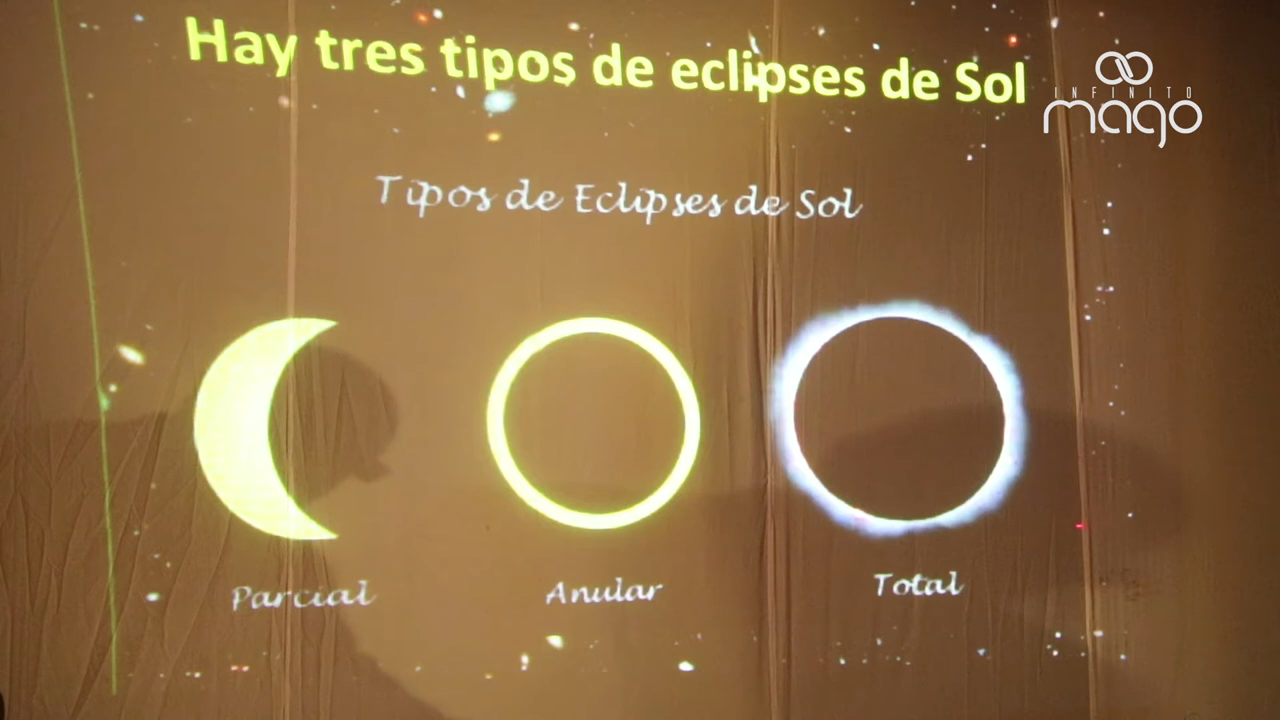 Hay tres tipos de eclipses de Sol
INFINITO
mago
Tipos de Eclipses de Sol
Parcial
Anular
Total